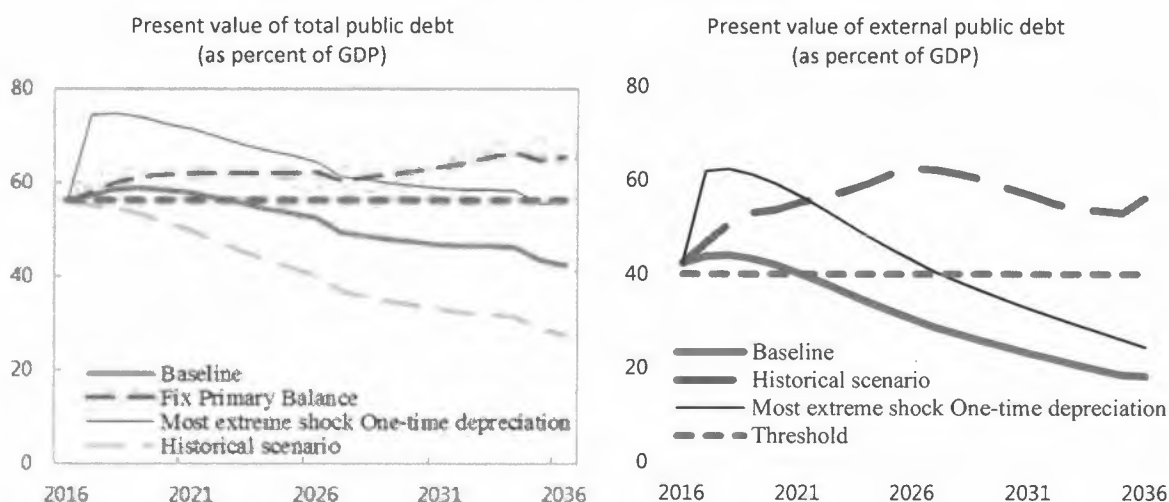 Present value of total public debt
(as percent of GDP)
80
60
40
20
0
Baseline
Fix Primary Balance
Most extreme shock One-time depreciation
Historical scenario
2016 2021 2026 2031 2036
Present value of external public debt
(as percent of GDP)
80
60
40
20
0
Baseline
Historical scenario
Most extreme shock One-time depreciation
Threshold
2016 2021 2026 2031 2036